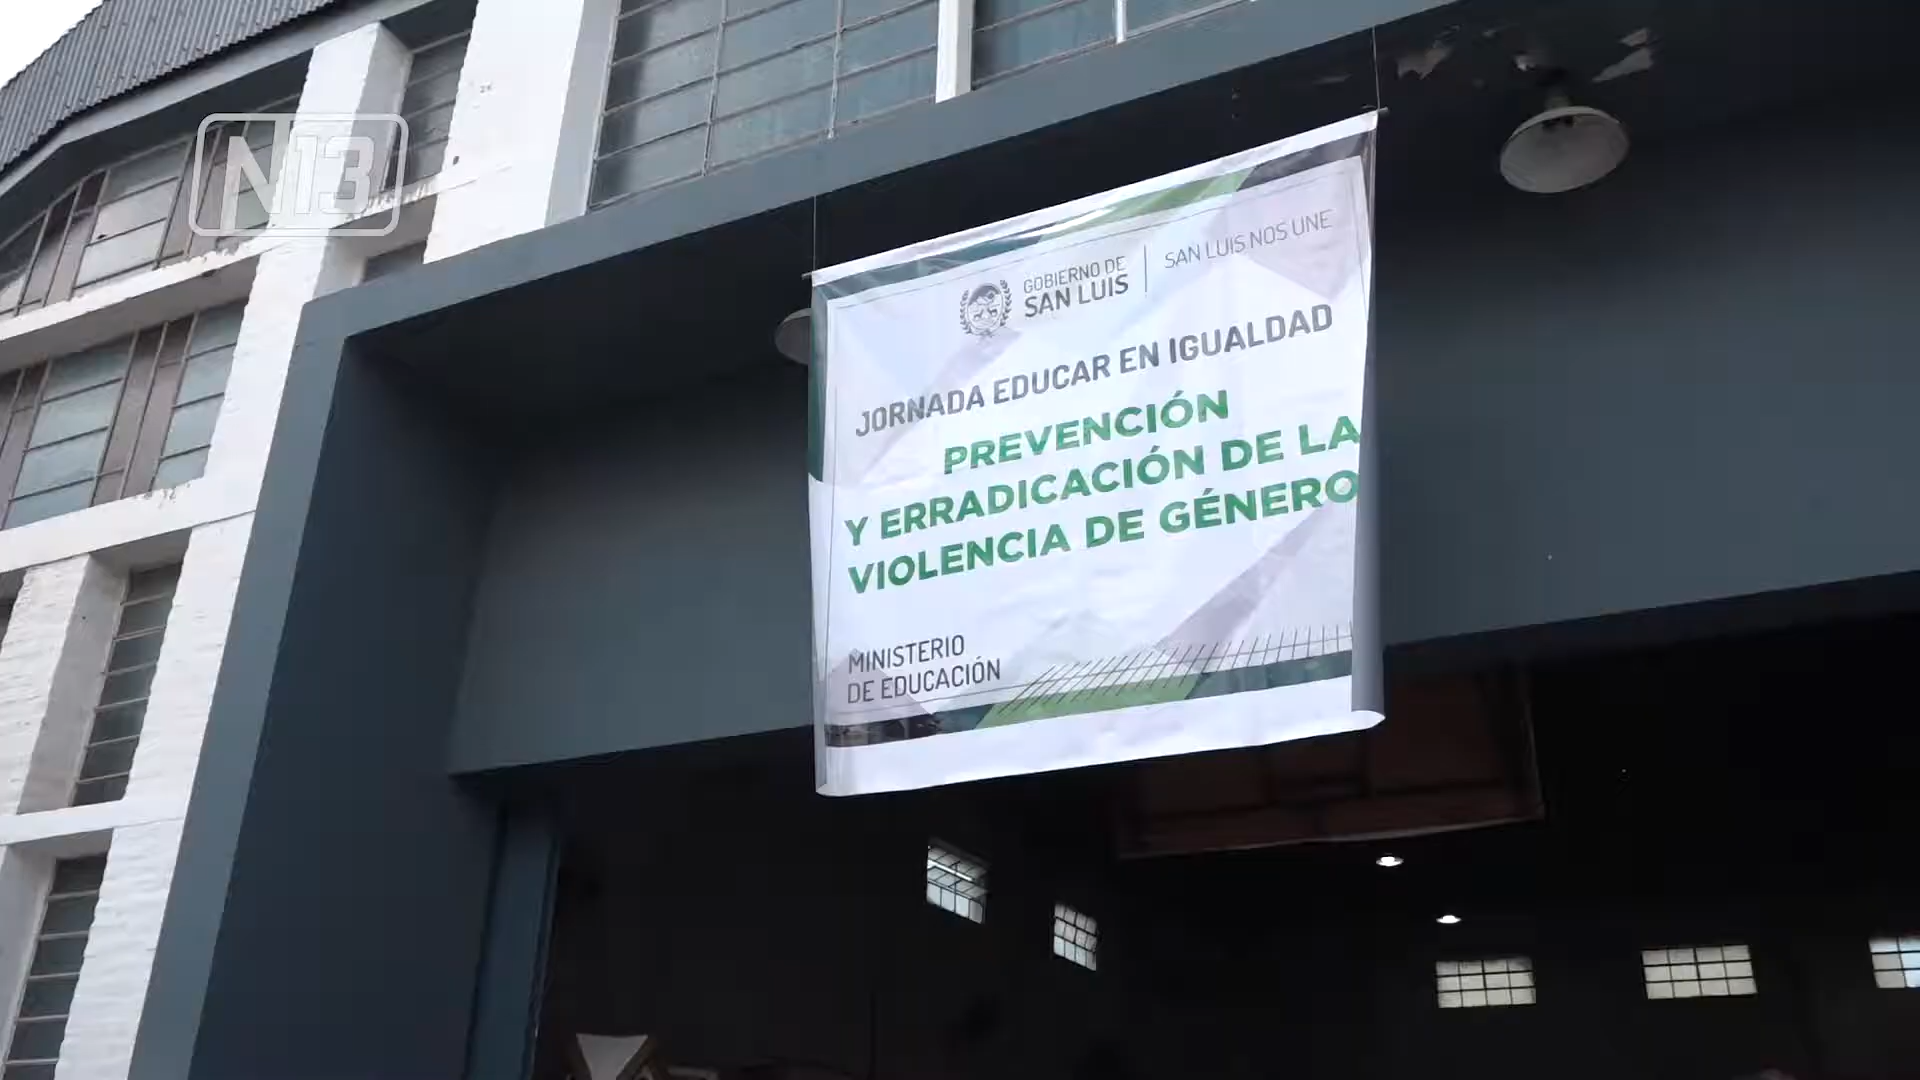 N13
GOBIERNO DE
SAN LUIS
SAN LUIS NOS UNE
JORNADA EDUCAR EN IGUALDAD
PREVENCIÓN
Y ERRADICACIÓN DE LA
VIOLENCIA DE GÉNERO
MINISTERIO
DE EDUCACIÓN